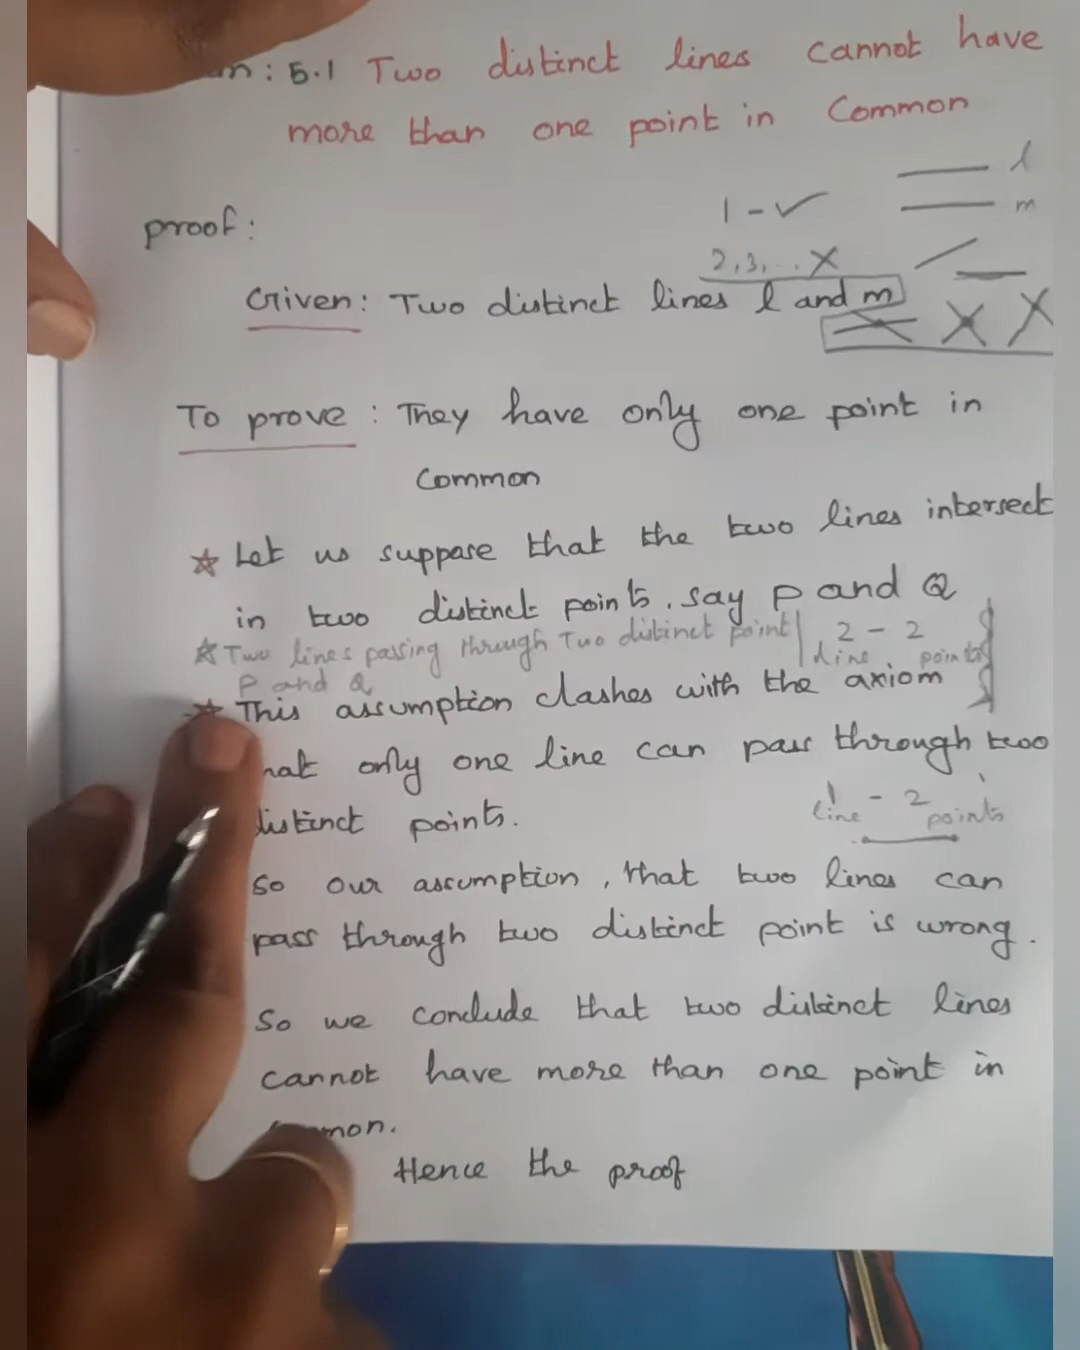 : 5.1 Two distinct lines cannot have
more than one point in Common
l
m
1 - ✓
proof:
2,3,.. X
Given: Two distinct lines l and m
To prove : They have only one point in
Common
☆ Let us suppase that the two lines intersect
in two distinct points, say P and Q
☆ Two lines passing through Two distinct point
2 - 2
line points
P and Q
☆ This assumption clashes with the axiom
only one line can pass through two
distinct points.
1 - 2
line points
So our assumption, that two lines can
pass through two distinct point is wrong.
So we conclude that two distinct lines
cannot have more than one point in
Hence the proof